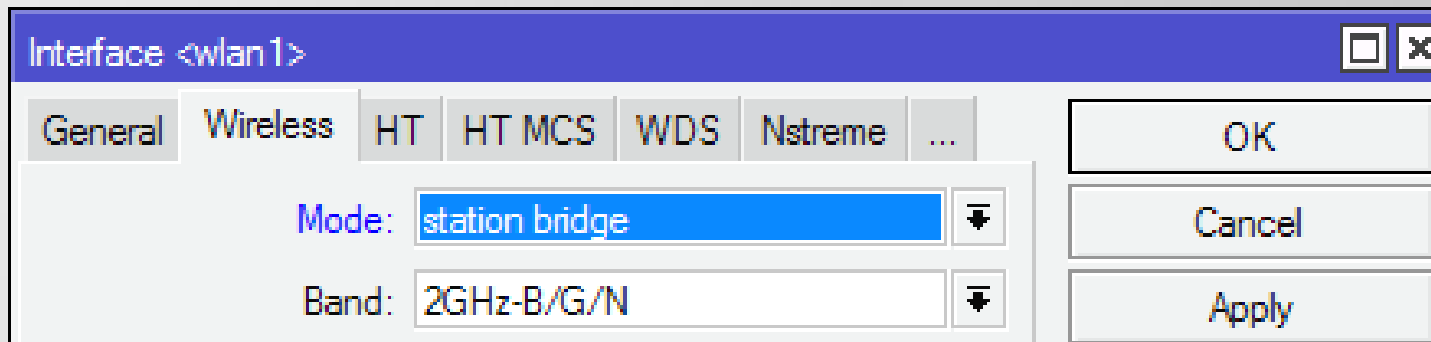 Interface <wlan1>
General Wireless HT HT MCS WDS Nstreme ...
OK
Mode: station bridge
Cancel
Band: 2GHz-B/G/N
Apply